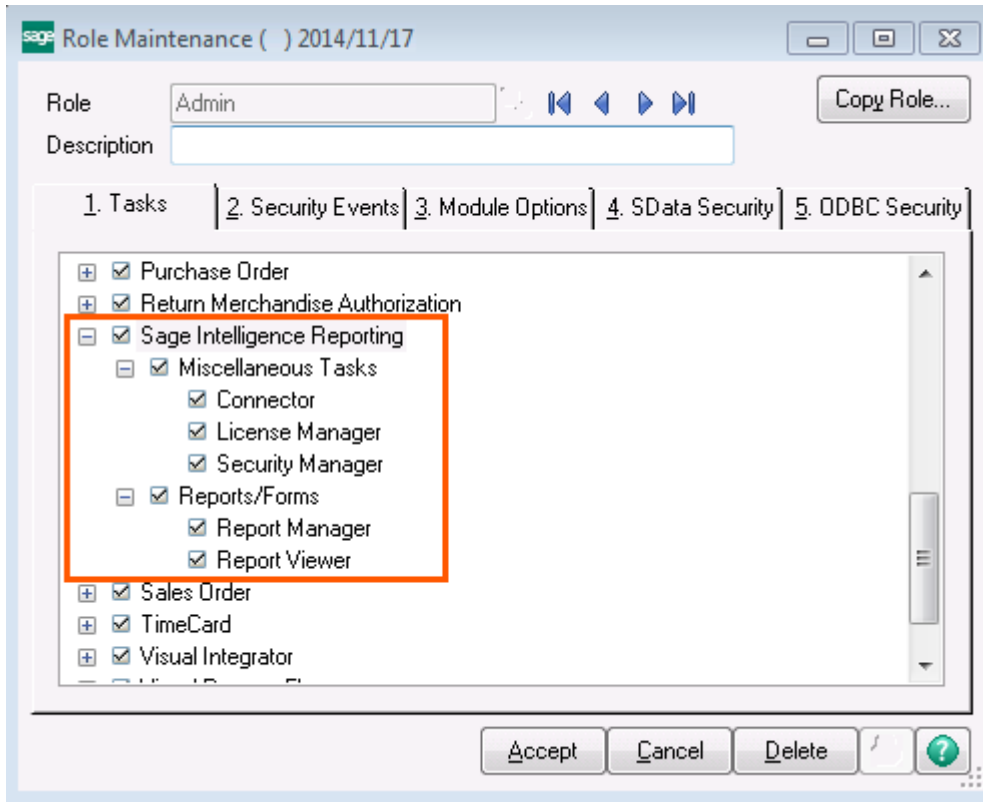 sage Role Maintenance ( ) 2014/11/17
Role Admin Copy Role...
Description
1. Tasks 2. Security Events 3. Module Options 4. SData Security 5. ODBC Security
Purchase Order
Return Merchandise Authorization
Sage Intelligence Reporting
Miscellaneous Tasks
Connector
License Manager
Security Manager
Reports/Forms
Report Manager
Report Viewer
Sales Order
TimeCard
Visual Integrator
Accept Cancel Delete ?